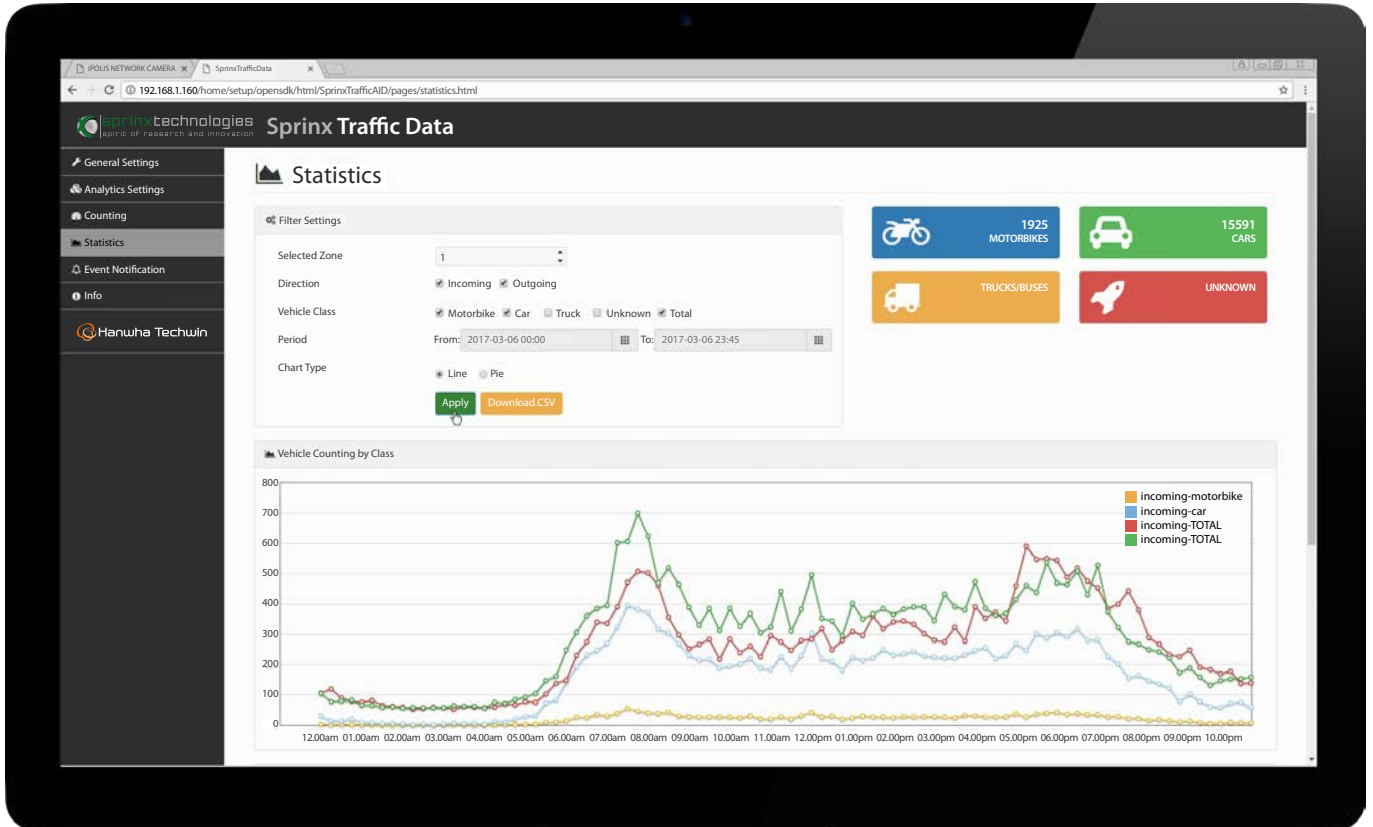 IPOLIS NETWORK CAMERA
SprinxTrafficData
192.168.1.160/home/setup/opensdk/html/SprinxTrafficAID/pages/statistics.html
sprinxtechnologies
spirit of research and innovation
Sprinx Traffic Data
General Settings
Analytics Settings
Counting
Statistics
Event Notification
Info
Hanwha Techwin
Statistics
Filter Settings
Selected Zone 1
Direction Incoming Outgoing
Vehicle Class Motorbike Car Truck Unknown Total
Period From: 2017-03-06 00:00 To: 2017-03-06 23:45
Chart Type Line Pie
Apply Download.CSV
1925
MOTORBIKES
15591
CARS
TRUCKS/BUSES
UNKNOWN
Vehicle Counting by Class
800
700
600
500
400
300
200
100
0
incoming-motorbike
incoming-car
incoming-TOTAL
incoming-TOTAL
12.00am 01.00am 02.00am 03.00am 04.00am 05.00am 06.00am 07.00am 08.00am 09.00am 10.00am 11.00am 12.00pm 01.00pm 02.00pm 03.00pm 04.00pm 05.00pm 06.00pm 07.00pm 08.00pm 09.00pm 10.00pm